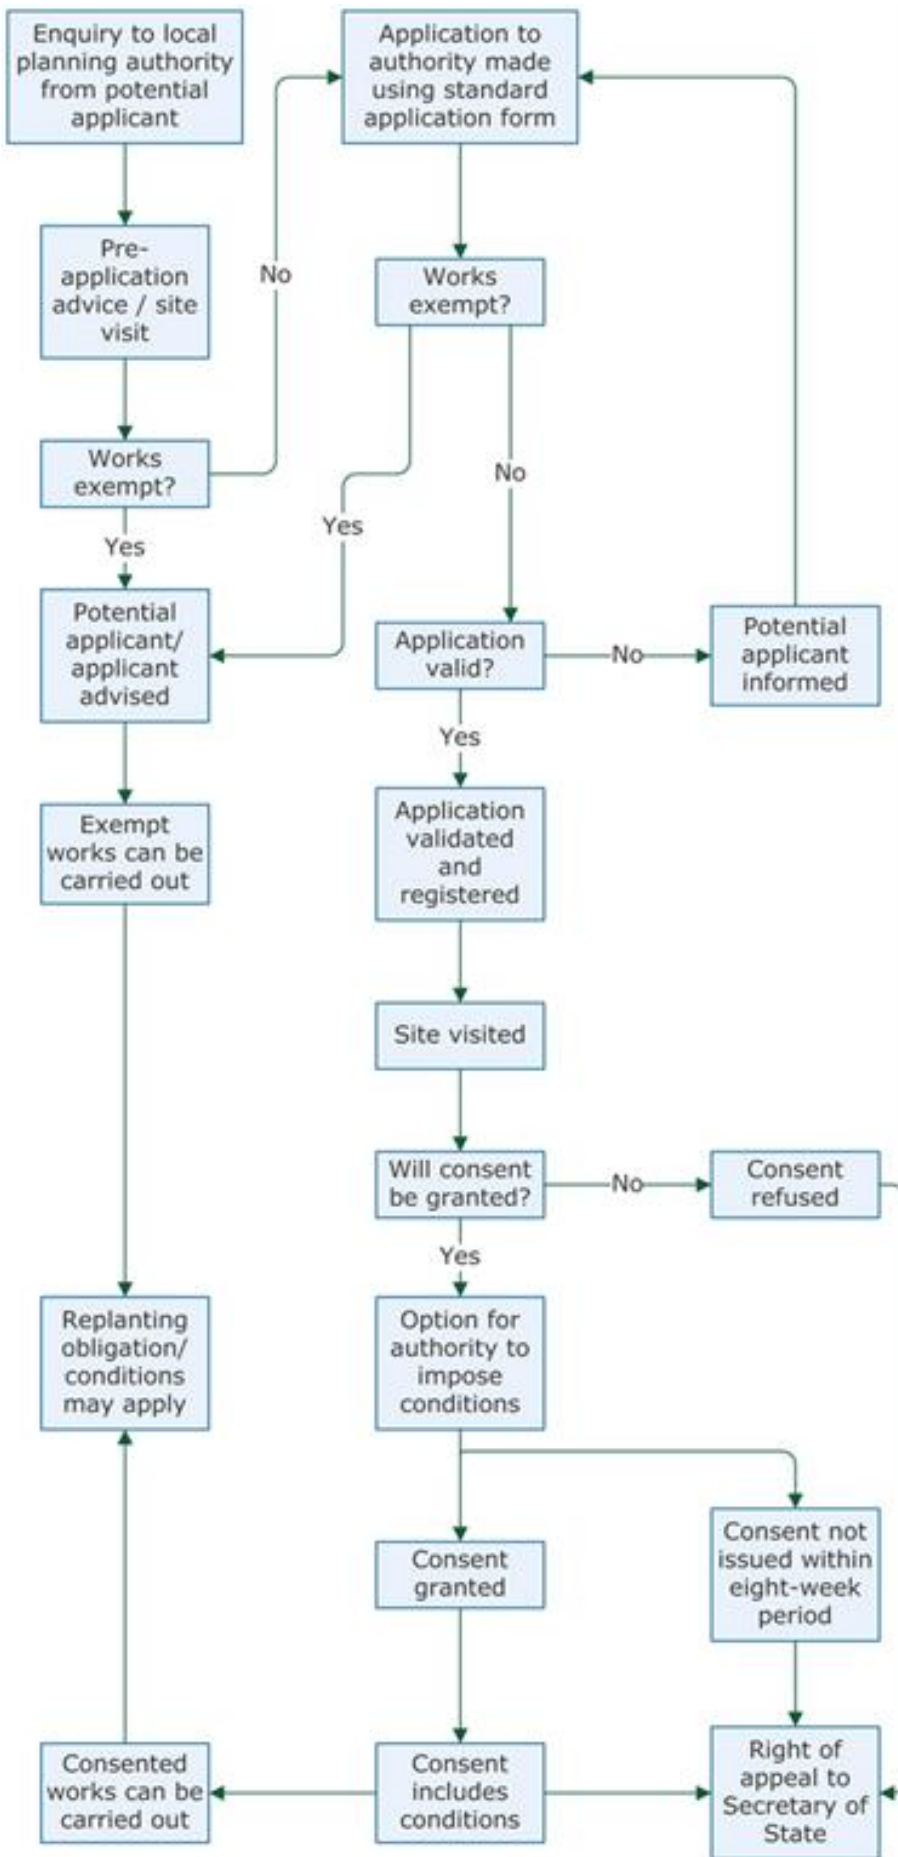 Enquiry to local
planning authority
from potential
applicant
Application to
authority made
using standard
application form
Pre-
application
advice / site
visit
No
Works
exempt?
Works
exempt?
No
Yes
Yes
Potential
applicant/
applicant
advised
Application
valid?
No
Potential
applicant
informed
Yes
Exempt
works can be
carried out
Application
validated
and
registered
Site visited
Will consent
be granted?
No
Consent
refused
Yes
Replanting
obligation/
conditions
may apply
Option for
authority to
impose
conditions
Consent
granted
Consent not
issued within
eight-week
period
Consented
works can be
carried out
Consent
includes
conditions
Right of
appeal to
Secretary of
State